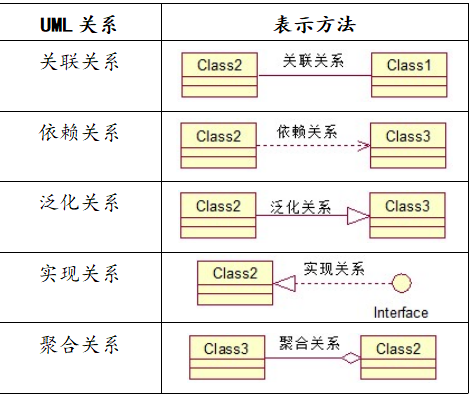 UML 关系 表示方法
关联关系 Class2 关联关系 Class1
依赖关系 Class2 依赖关系 Class3
泛化关系 Class2 泛化关系 Class3
实现关系 Class2 实现关系
Interface
聚合关系 Class3 聚合关系 Class2